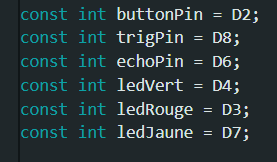 const int buttonPin = D2;
const int trigPin = D8;
const int echoPin = D6;
const int ledVert = D4;
const int ledRouge = D3;
const int ledJaune = D7;